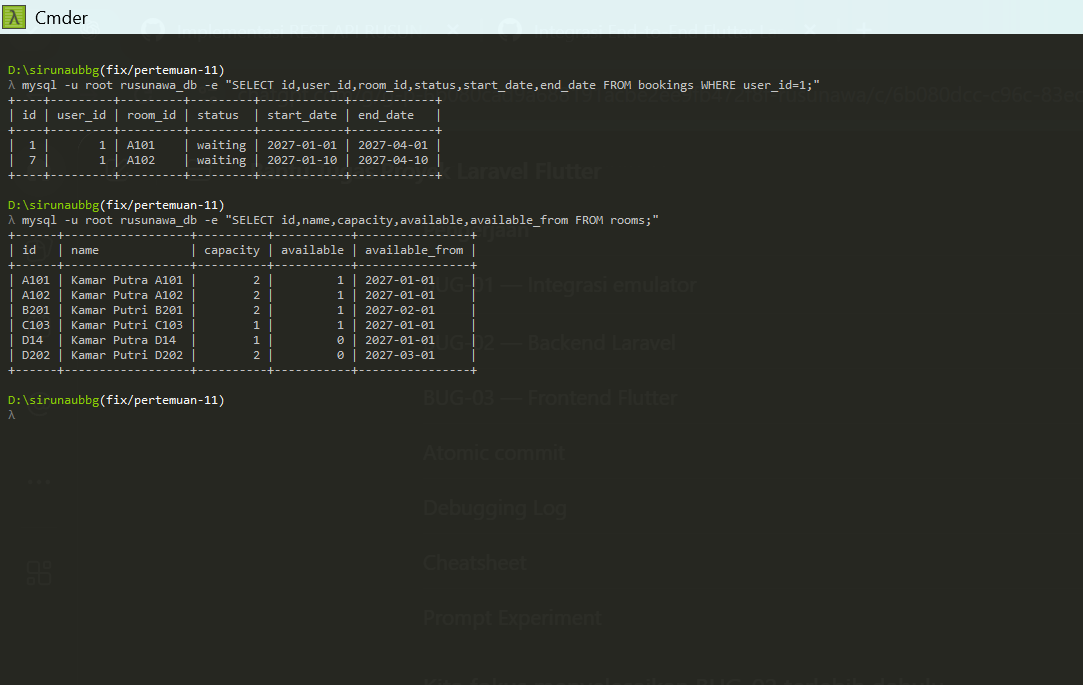 Cmder
D:\sirunaubbg(fix/pertemuan-11)
λ mysql -u root rusunawa_db -e "SELECT id,user_id,room_id,status,start_date,end_date FROM bookings WHERE user_id=1;"
+----+---------+---------+---------+------------+------------+
| id | user_id | room_id | status  | start_date | end_date   |
+----+---------+---------+---------+------------+------------+
|  1 |       1 | A101    | waiting | 2027-01-01 | 2027-04-01 |
|  7 |       1 | A102    | waiting | 2027-01-10 | 2027-04-10 |
+----+---------+---------+---------+------------+------------+
Laravel Flutter
D:\sirunaubbg(fix/pertemuan-11)
λ mysql -u root rusunawa_db -e "SELECT id,name,capacity,available,available_from FROM rooms;"
+------+------------------+----------+-----------+----------------+
| id   | name             | capacity | available | available_from |
+------+------------------+----------+-----------+----------------+
| A101 | Kamar Putra A101 |        2 |         1 | 2027-01-01     |
| A102 | Kamar Putra A102 |        2 |         1 | 2027-01-01     |
| B201 | Kamar Putri B201 |        2 |         1 | 2027-02-01     |
| C103 | Kamar Putri C103 |        1 |         1 | 2027-01-01     |
| D14  | Kamar Putra D14  |        1 |         0 | 2027-01-01     |
| D202 | Kamar Putri D202 |        2 |         0 | 2027-03-01     |
+------+------------------+----------+-----------+----------------+
BUG-01 — Integrasi emulator
BUG-02 — Backend Laravel
D:\sirunaubbg(fix/pertemuan-11)
λ
BUG-03 — Frontend Flutter
Atomic commit
Debugging Log
Cheatsheet
Prompt Experiment